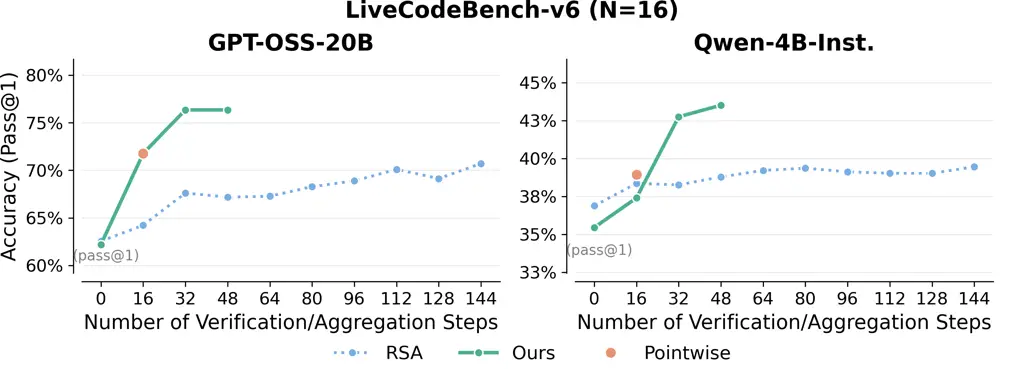 LiveCodeBench-v6 (N=16)
GPT-OSS-20B
Accuracy (Pass@1)
80%
75%
70%
65%
60%
(pass@1)
0 16 32 48 64 80 96 112 128 144
Number of Verification/Aggregation Steps
Qwen-4B-Inst.
45%
43%
40%
38%
35%
33%
(pass@1)
0 16 32 48 64 80 96 112 128 144
Number of Verification/Aggregation Steps
RSA Ours Pointwise